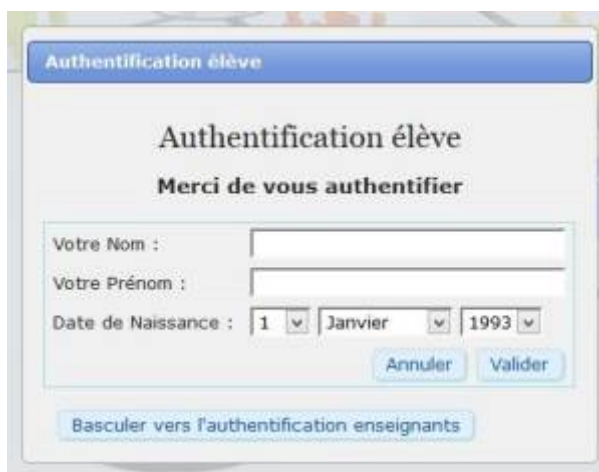 Authentification élève
Authentification élève
Merci de vous authentifier
Votre Nom :
Votre Prénom :
Date de Naissance : 1 Janvier 1993
Annuler Valider
Basculer vers l'authentification enseignants